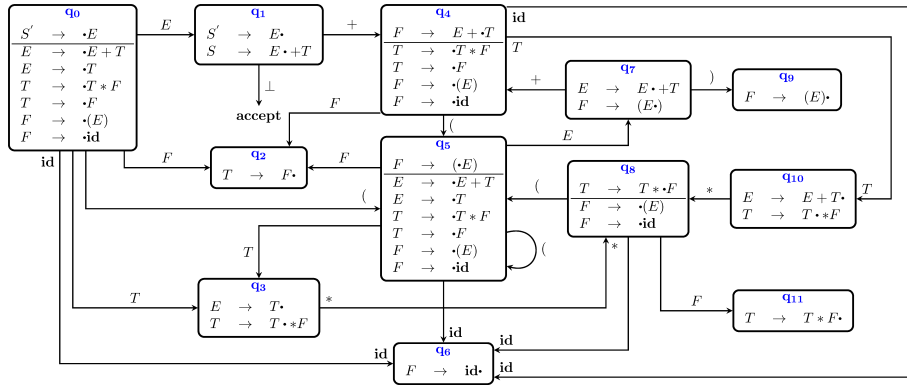 q₀
S′ → •E
E → •E + T
E → •T
T → •T ∗ F
T → •F
F → •(E)
F → •id
E
q₁
S′ → E•
S → E • +T
⊥
accept
+
q₄
F → E + •T
T → •T ∗ F
T → •F
F → •(E)
F → •id
id
T
F
(
q₇
E → E • +T
F → (E•)
+
)
q₉
F → (E)•
q₂
T → F•
F
F
q₅
F → (•E)
E → •E + T
E → •T
T → •T ∗ F
T → •F
F → •(E)
F → •id
E
(
(
T
id
q₈
T → T ∗ •F
F → •(E)
F → •id
(
∗
q₁₀
E → E + T•
T → T • ∗F
T
∗
q₃
E → T•
T → T • ∗F
T
∗
F
q₁₁
T → T ∗ F•
id
id
id
id
q₆
F → id•